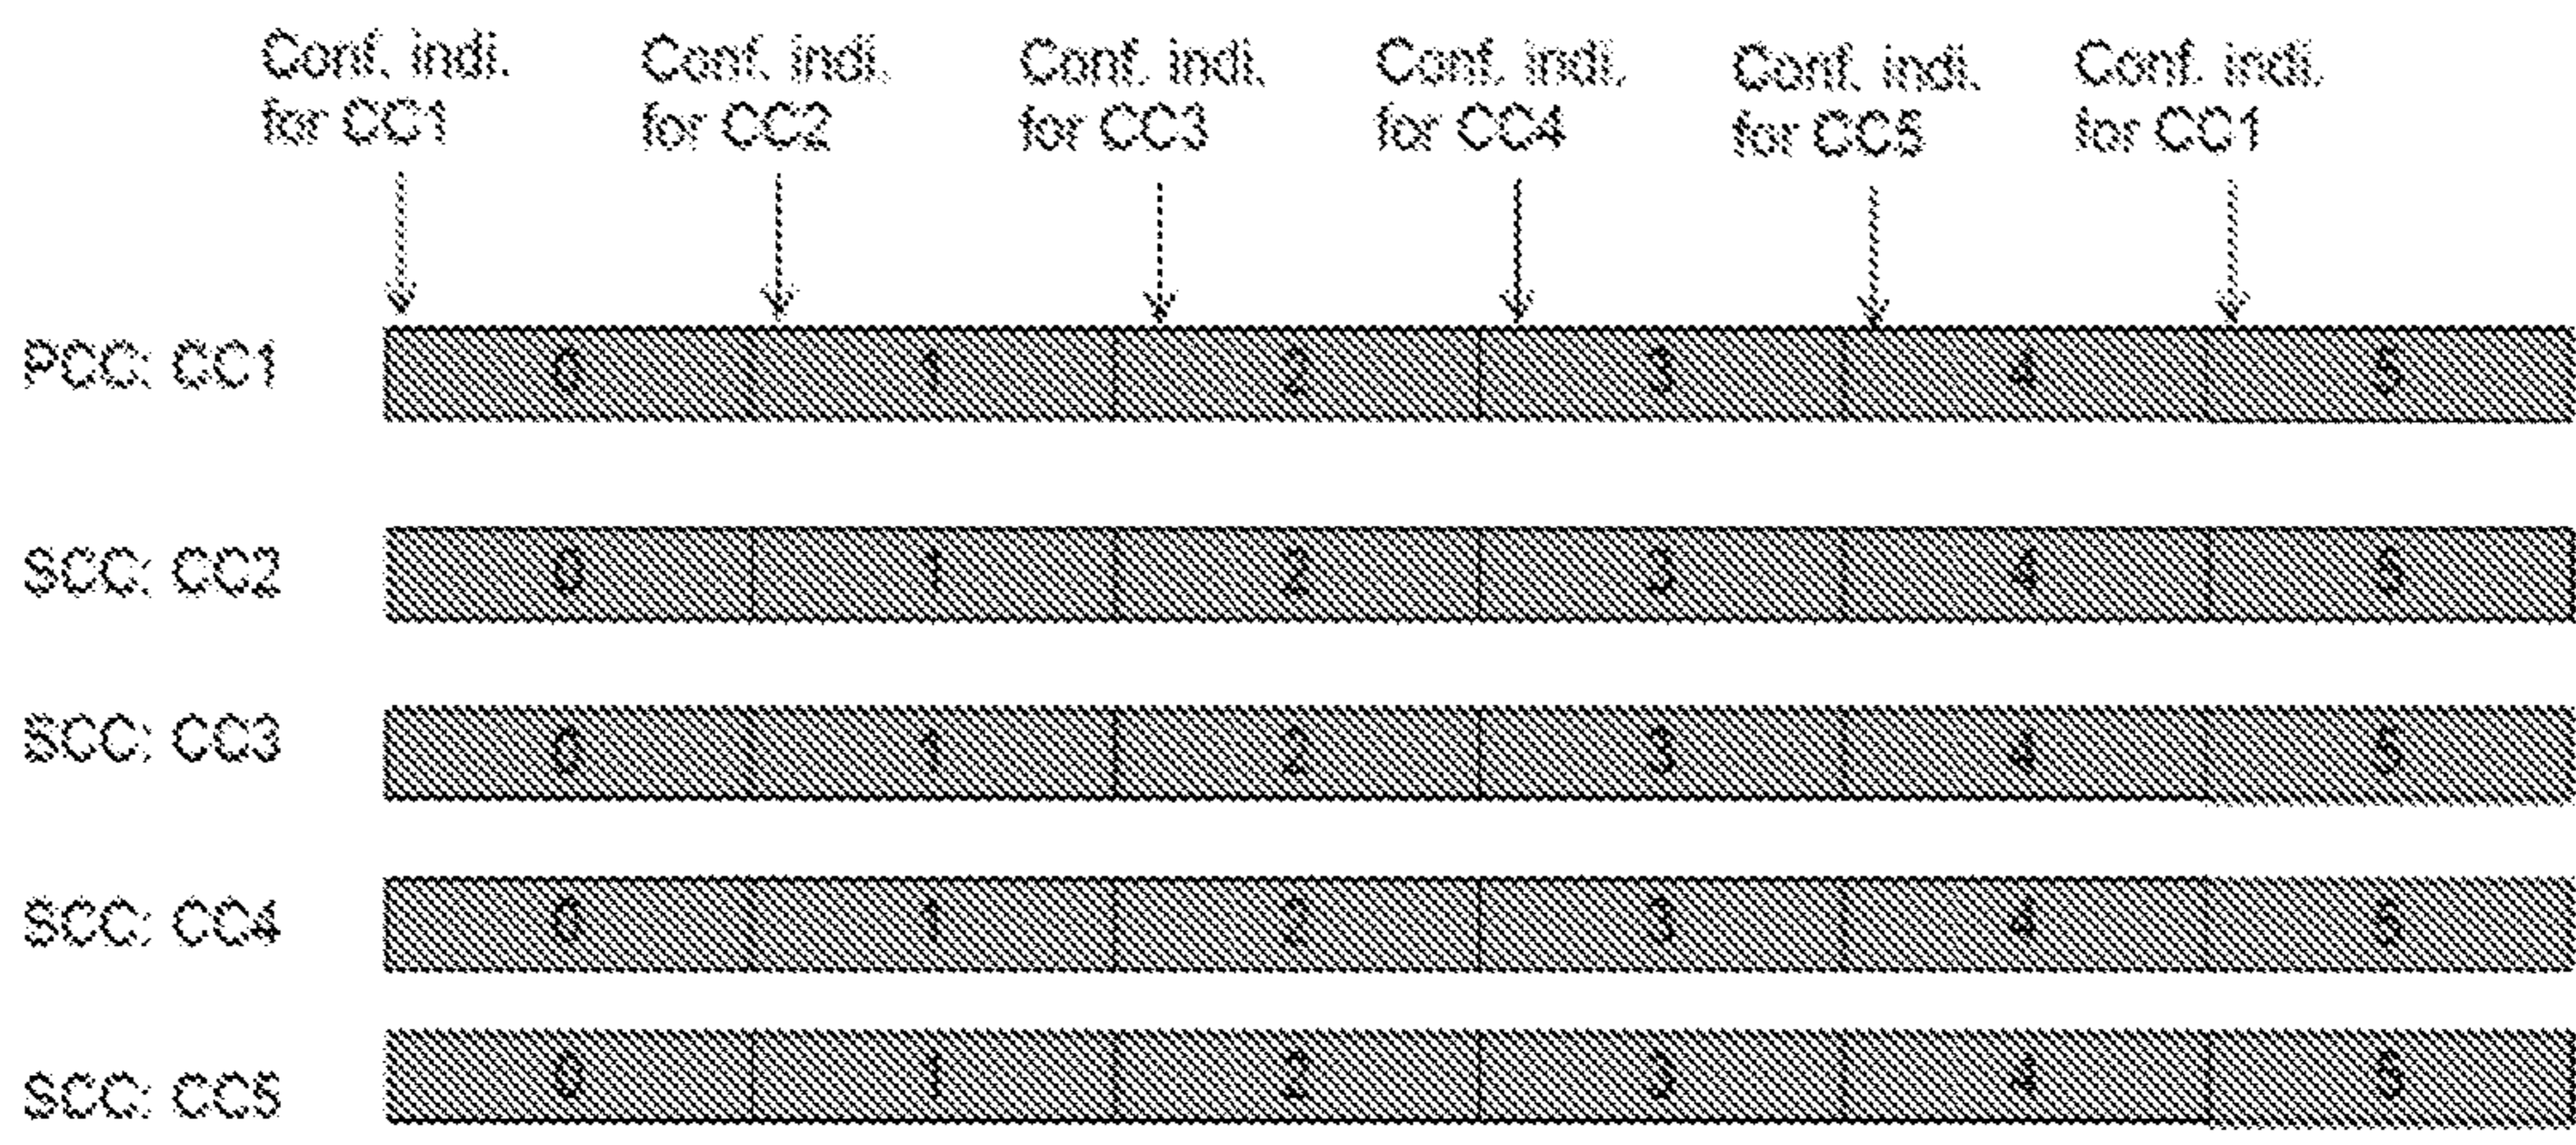 Conf. indi. for CC1
Conf. indi. for CC2
Conf. indi. for CC3
Conf. indi. for CC4
Conf. indi. for CC5
Conf. indi. for CC1
PCC: CC1 0 1 2 3 4 5
SCC: CC2 0 1 2 3 4 5
SCC: CC3 0 1 2 3 4 5
SCC: CC4 0 1 2 3 4 5
SCC: CC5 0 1 2 3 4 5